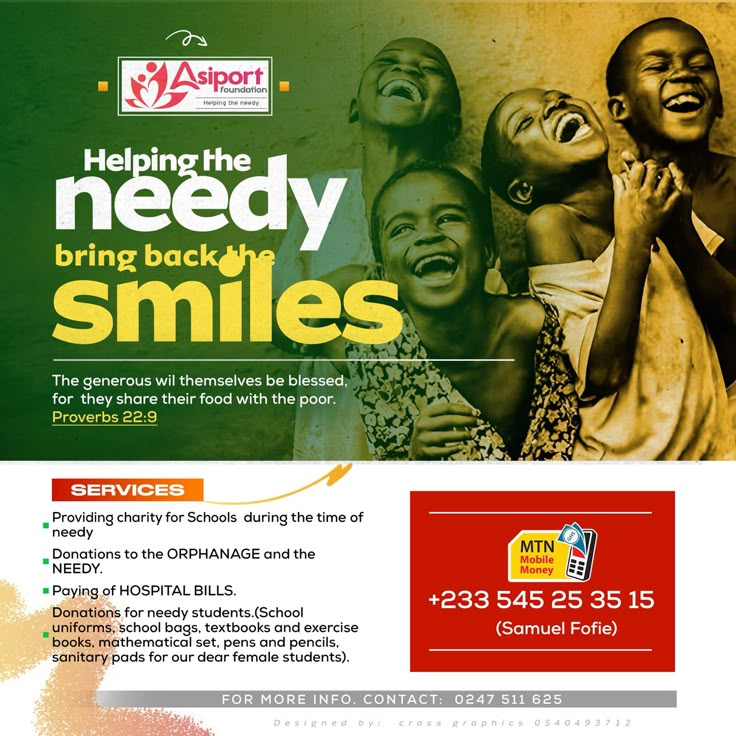 Asiport
foundation
Helping the needy
Helping the
needy
bring back the
smiles
The generous wil themselves be blessed,
for they share their food with the poor.
Proverbs 22:9
SERVICES
Providing charity for Schools during the time of
needy
Donations to the ORPHANAGE and the
NEEDY.
Paying of HOSPITAL BILLS.
Donations for needy students.(School
uniforms, school bags, textbooks and exercise
books, mathematical set, pens and pencils,
sanitary pads for our dear female students).
MTN
Mobile
Money
+233 545 25 35 15
(Samuel Fofie)
FOR MORE INFO. CONTACT: 0247 511 625
Designed by: cross graphics 0540493712